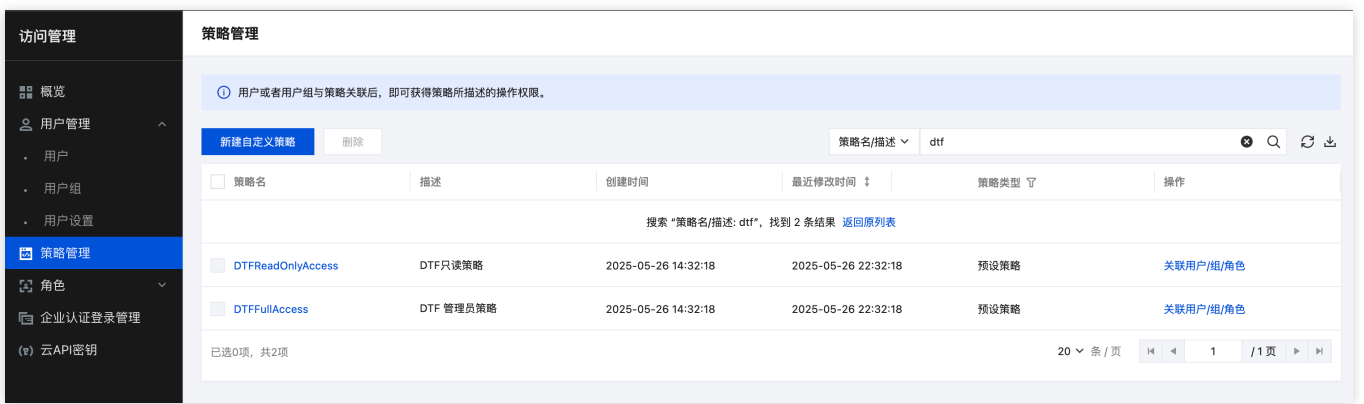 访问管理
策略管理
概览
用户管理
用户
用户组
用户设置
策略管理
角色
企业认证登录管理
云API密钥
用户或者用户组与策略关联后，即可获得策略所描述的操作权限。
新建自定义策略 删除 策略名/描述 dtf
策略名 描述 创建时间 最近修改时间 策略类型 操作
搜索 “策略名/描述: dtf”，找到 2 条结果 返回原列表
DTFReadOnlyAccess DTF只读策略 2025-05-26 14:32:18 2025-05-26 22:32:18 预设策略 关联用户/组/角色
DTFFullAccess DTF 管理员策略 2025-05-26 14:32:18 2025-05-26 22:32:18 预设策略 关联用户/组/角色
已选0项，共2项 20 条 / 页 1 / 1 页